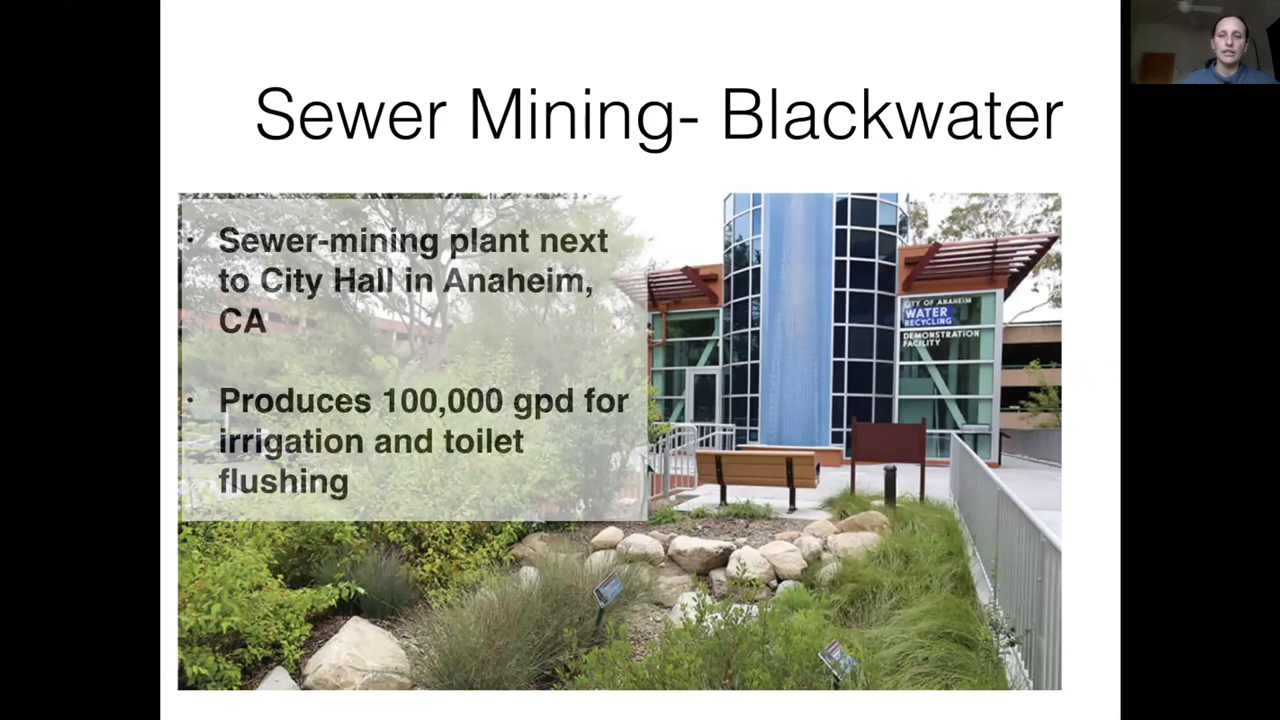 Sewer Mining- Blackwater
· Sewer-mining plant next
to City Hall in Anaheim,
CA
· Produces 100,000 gpd for
irrigation and toilet
flushing
CITY OF ANAHEIM
WATER
RECYCLING
DEMONSTRATION
FACILITY